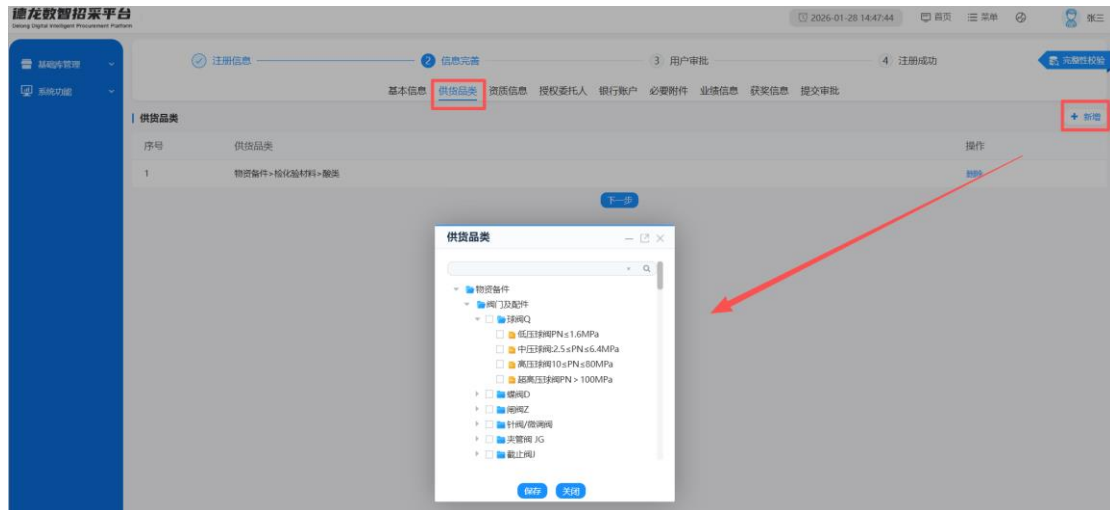 德龙数智招采平台
Delong Digital Intelligent Procurement Platform
2026-01-28 14:47:44 首页 菜单 张三
基础库管理
系统功能
注册信息 2 信息完善 3 用户审批 4 注册成功 完整性校验
基本信息 供货品类 资质信息 授权委托人 银行账户 必要附件 业绩信息 获奖信息 提交审批
供货品类 + 新增
序号 供货品类 操作
1 物资备件>检化验材料>酸类 删除
下一步
供货品类
物资备件
阀门及配件
球阀Q
低压球阀PN≤1.6MPa
中压球阀:2.5≤PN≤6.4MPa
高压球阀10≤PN≤80MPa
超高压球阀PN > 100MPa
蝶阀D
闸阀Z
针阀/微调阀
夹管阀 JG
截止阀J
保存 关闭